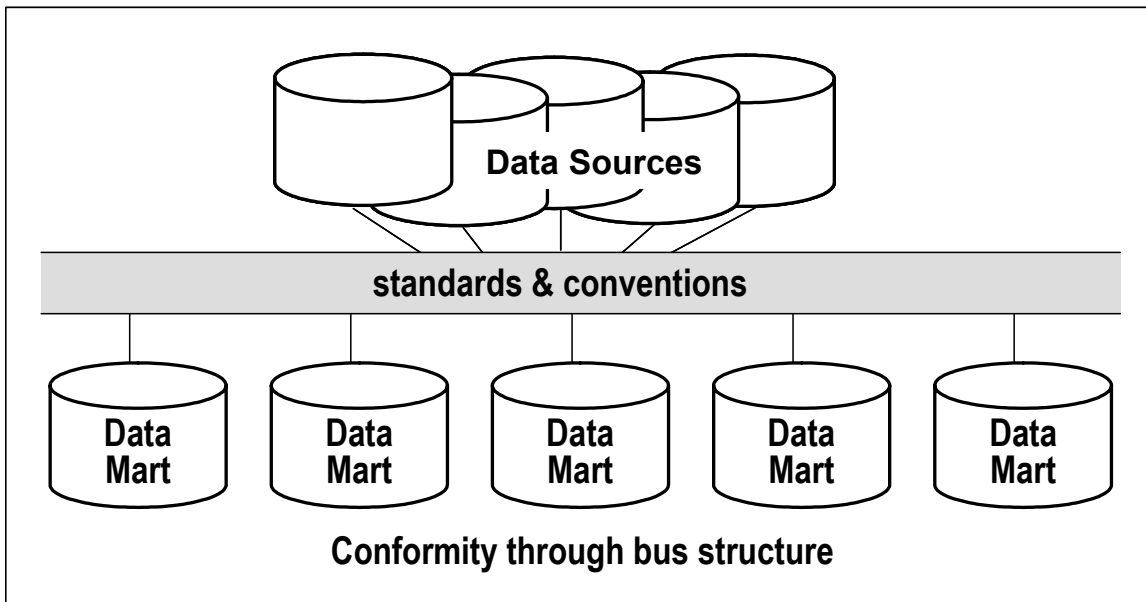 Data Sources
standards & conventions
Data
Mart
Data
Mart
Data
Mart
Data
Mart
Data
Mart
Conformity through bus structure